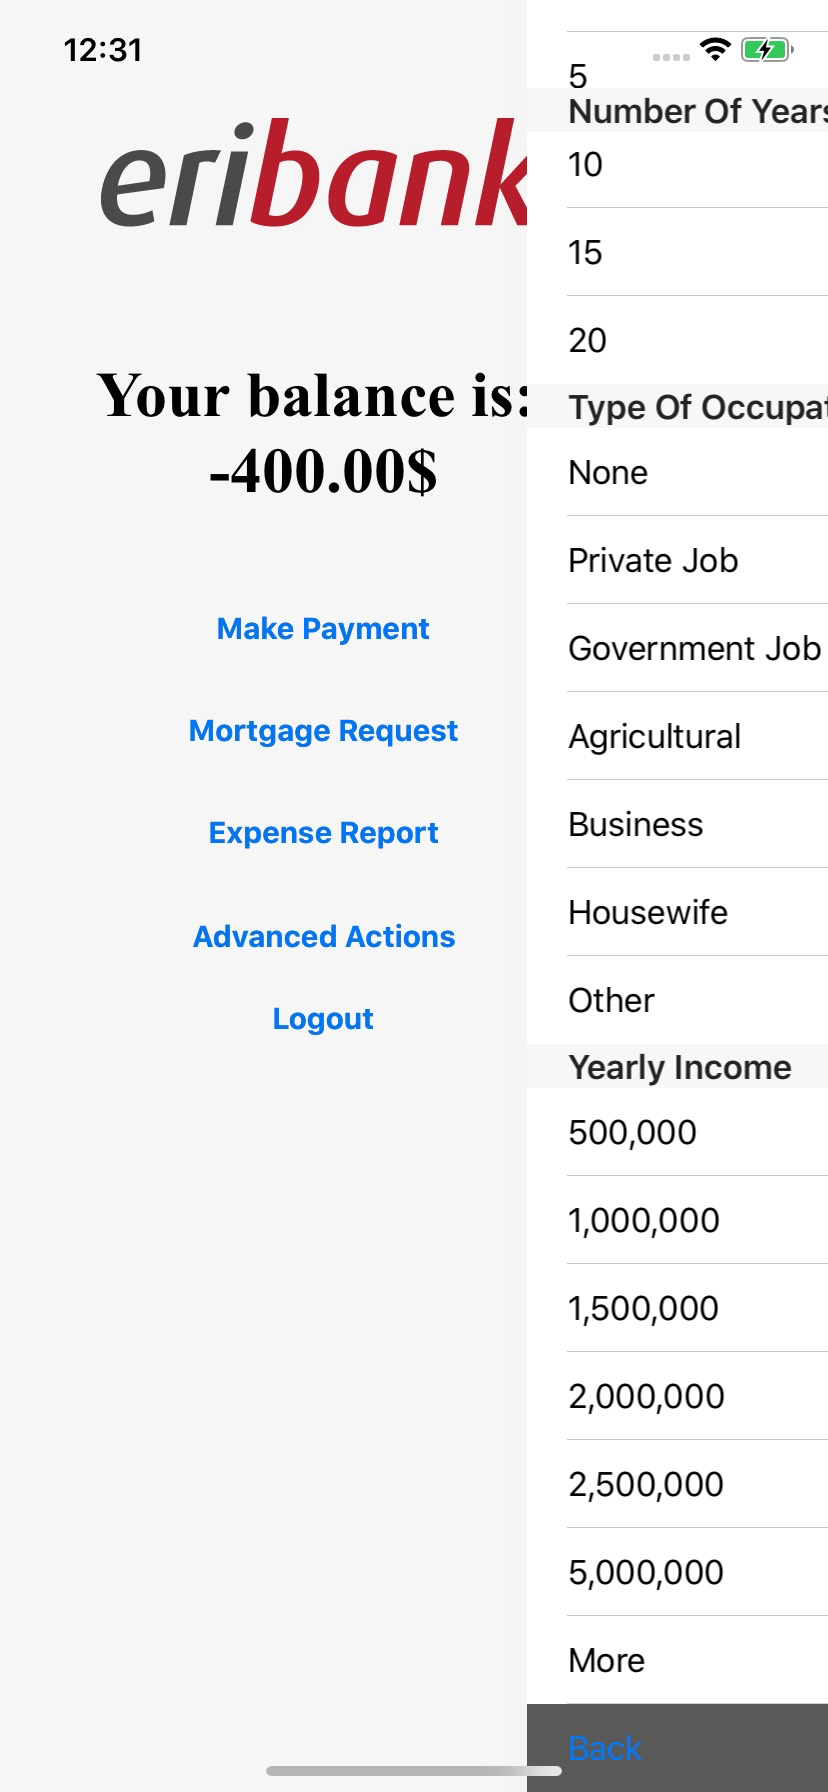 12:31
eribank
Your balance is:
-400.00$
Make Payment
Mortgage Request
Expense Report
Advanced Actions
Logout
5
Number Of Years
10
15
20
Type Of Occupat
None
Private Job
Government Job
Agricultural
Business
Housewife
Other
Yearly Income
500,000
1,000,000
1,500,000
2,000,000
2,500,000
5,000,000
More
Back